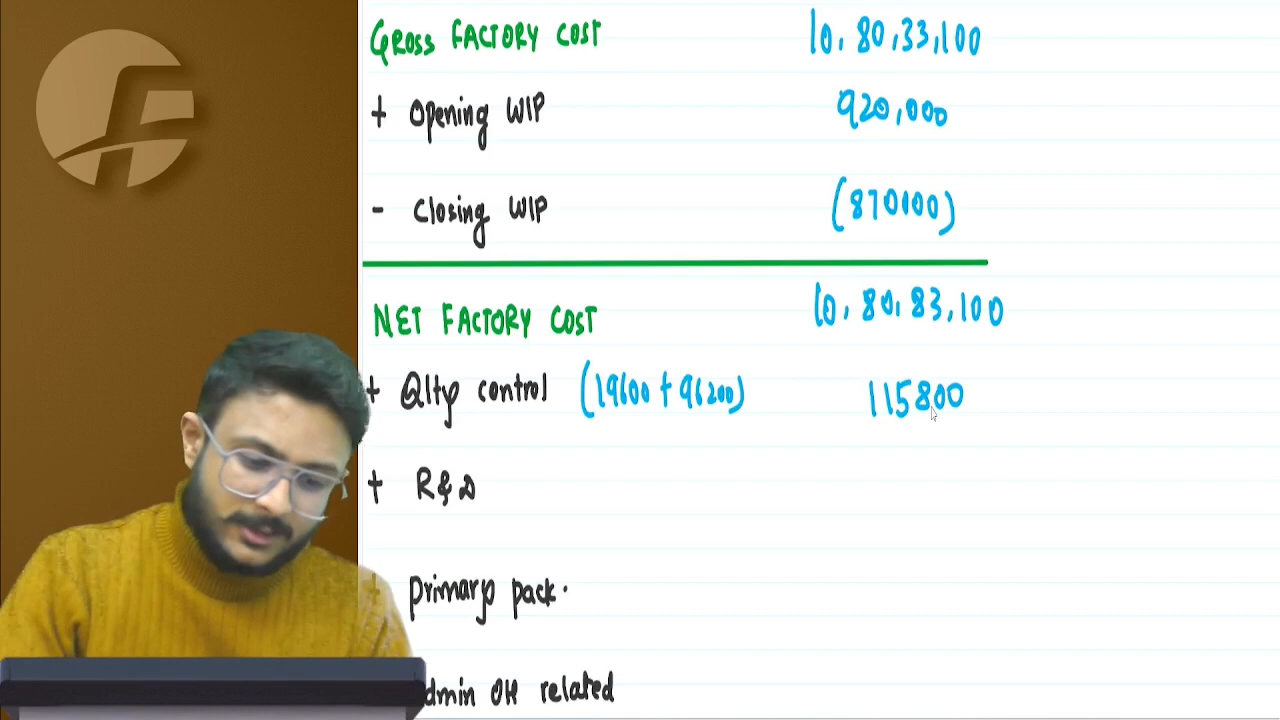 GROSS FACTORY COST 10,80,33,100
+ Opening WIP 920,000
- Closing WIP (870000)
NET FACTORY COST 10,80,83,100
+ Qlty control (19600 + 96200) 115800
+ R&D
primary pack.
dmin OH related